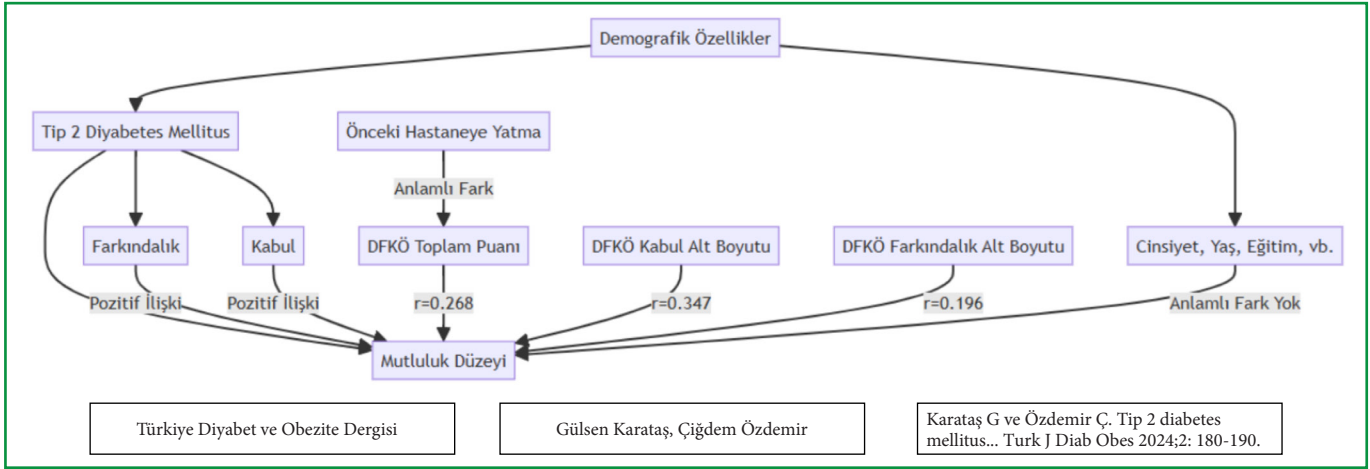 Demografik Özellikler
Tip 2 Diyabetes Mellitus
Önceki Hastaneye Yatma
Anlamlı Fark
Farkındalık
Kabul
DFKÖ Toplam Puanı
DFKÖ Kabul Alt Boyutu
DFKÖ Farkındalık Alt Boyutu
Cinsiyet, Yaş, Eğitim, vb.
Pozitif İlişki
Pozitif İlişki
r=0.268
r=0.347
r=0.196
Anlamlı Fark Yok
Mutluluk Düzeyi
Türkiye Diyabet ve Obezite Dergisi
Gülsen Karataş, Çiğdem Özdemir
Karataş G ve Özdemir Ç. Tip 2 diabetes
mellitus... Turk J Diab Obes 2024;2: 180-190.